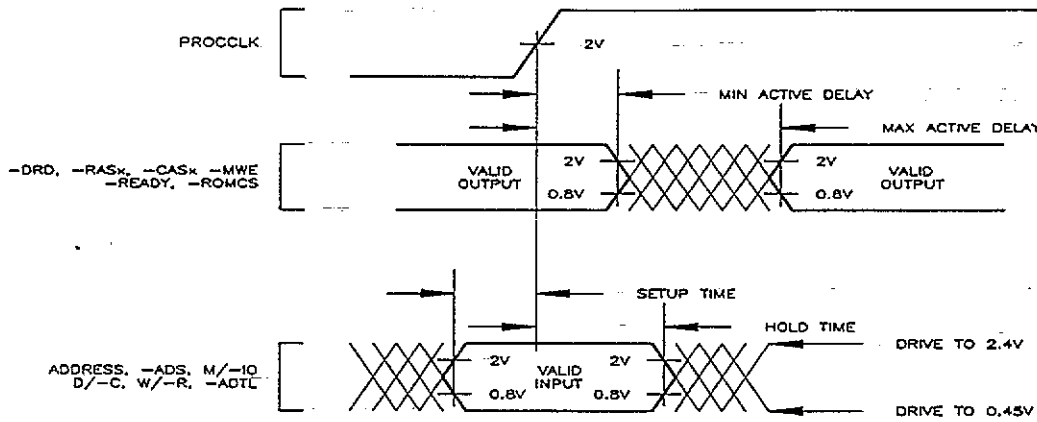 PROCCLK
2V
MIN ACTIVE DELAY
MAX ACTIVE DELAY
-DRD, -RASx, -CASx -MWE
-READY, -ROMCS
VALID
OUTPUT
2V
0.8V
2V
0.8V
VALID
OUTPUT
SETUP TIME
HOLD TIME
ADDRESS, -ADS, M/-IO
D/-C, W/-R, -ADTL
2V
0.8V
VALID
INPUT
2V
0.8V
DRIVE TO 2.4V
DRIVE TO 0.45V